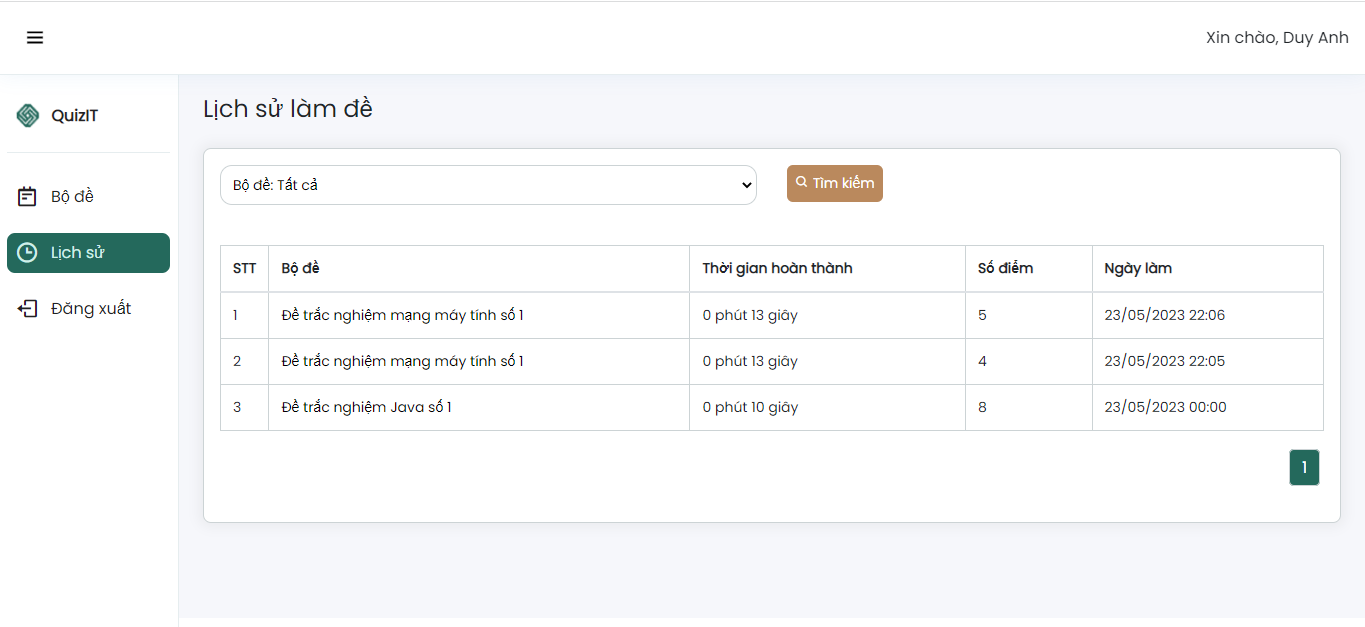 Xin chào, Duy Anh
QuizIT
Bộ đề
Lịch sử
Đăng xuất
Lịch sử làm đề
Bộ đề: Tất cả
Tìm kiếm
STT Bộ đề Thời gian hoàn thành Số điểm Ngày làm
1 Đề trắc nghiệm mạng máy tính số 1 0 phút 13 giây 5 23/05/2023 22:06
2 Đề trắc nghiệm mạng máy tính số 1 0 phút 13 giây 4 23/05/2023 22:05
3 Đề trắc nghiệm Java số 1 0 phút 10 giây 8 23/05/2023 00:00
1